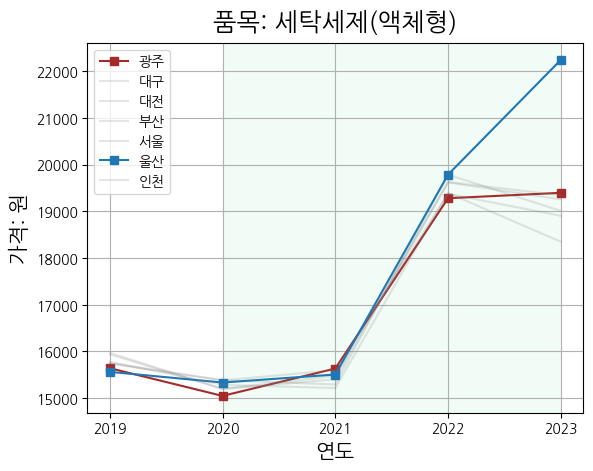 품목: 세탁세제(액체형)
광주
대구
대전
부산
서울
울산
인천
가격: 원
22000
21000
20000
19000
18000
17000
16000
15000
2019 2020 2021 2022 2023
연도